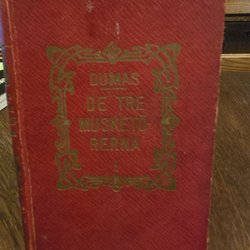 DUMAS
DE TRE
MUSKETÖ
RERNA
I